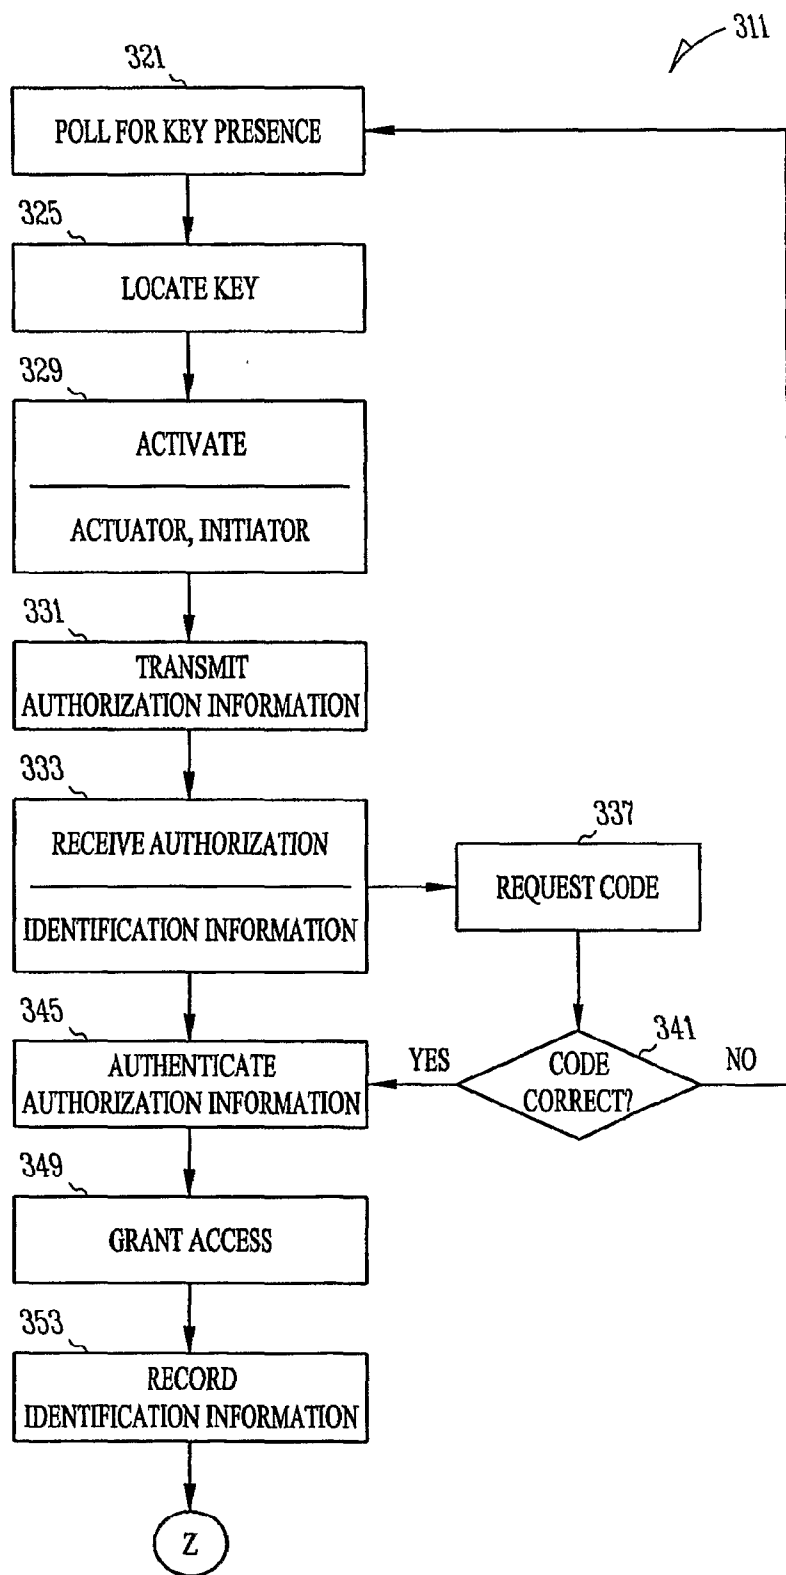 311
321
POLL FOR KEY PRESENCE
325
LOCATE KEY
329
ACTIVATE
ACTUATOR, INITIATOR
331
TRANSMIT
AUTHORIZATION INFORMATION
333
RECEIVE AUTHORIZATION
IDENTIFICATION INFORMATION
337
REQUEST CODE
341
CODE
CORRECT?
YES
NO
345
AUTHENTICATE
AUTHORIZATION INFORMATION
349
GRANT ACCESS
353
RECORD
IDENTIFICATION INFORMATION
Z